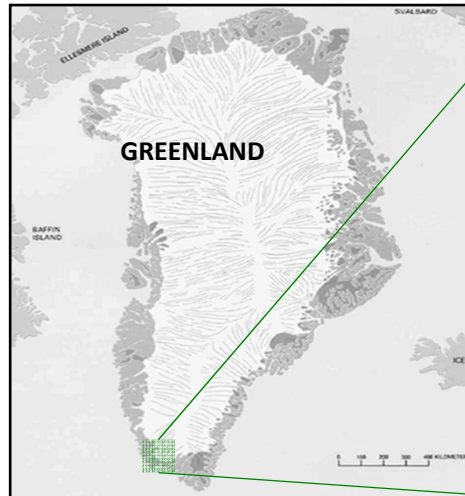 SVALBARD
ELLESMERE ISLAND
GREENLAND
BAFFIN
ISLAND
ICE
0 100 200 300 400 KILOMETER